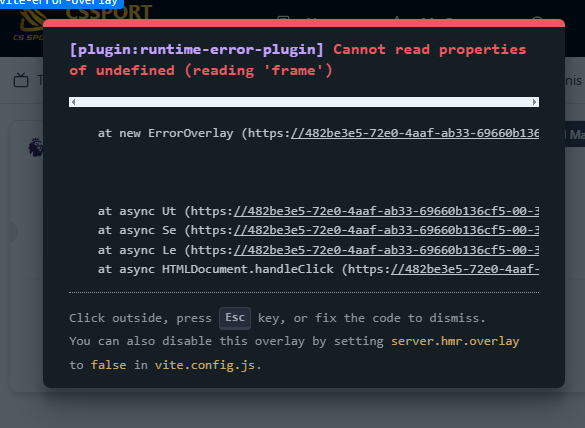 vite-error-overlay
CSSPORT
[plugin:runtime-error-plugin] Cannot read properties
of undefined (reading 'frame')
at new ErrorOverlay (https://482be3e5-72e0-4aaf-ab33-69660b136
at async Ut (https://482be3e5-72e0-4aaf-ab33-69660b136cf5-00-3
at async Se (https://482be3e5-72e0-4aaf-ab33-69660b136cf5-00-3
at async Le (https://482be3e5-72e0-4aaf-ab33-69660b136cf5-00-3
at async HTMLDocument.handleClick (https://482be3e5-72e0-4aaf-
Click outside, press Esc key, or fix the code to dismiss.
You can also disable this overlay by setting server.hmr.overlay
to false in vite.config.js.